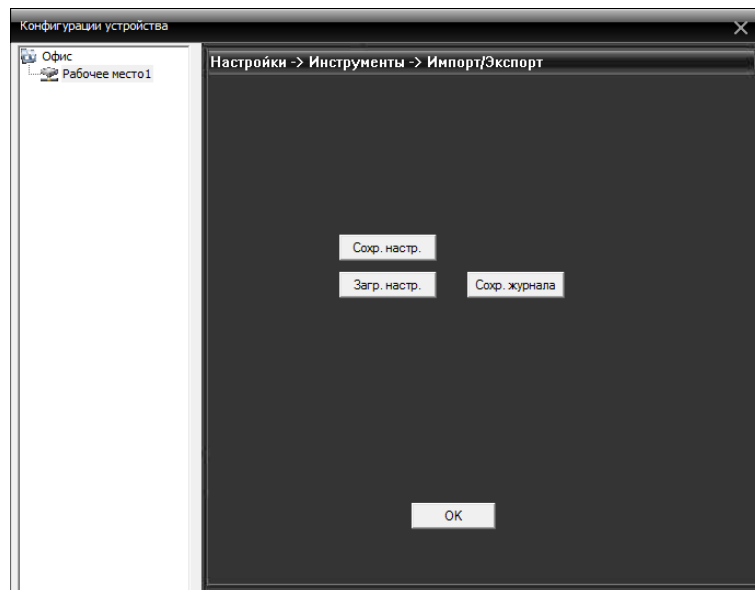 Конфигурации устройства
Офис
Рабочее место1
Настройки -> Инструменты -> Импорт/Экспорт
Сохр. настр.
Загр. настр.
Сохр. журнала
OK